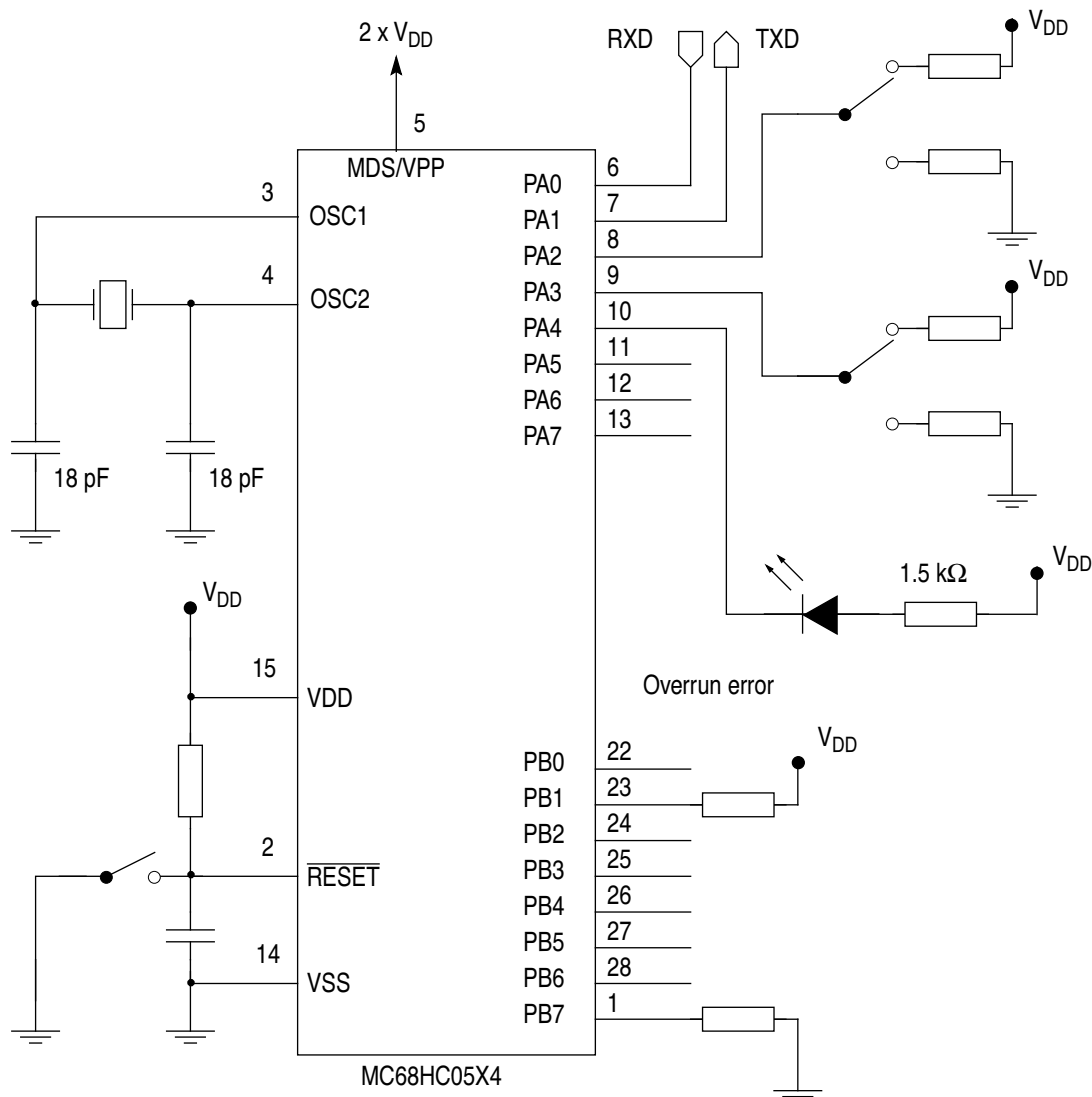 2 x VDD
RXD
TXD
VDD
5
MDS/VPP
3
OSC1
4
OSC2
PA0
6
PA1
7
PA2
8
PA3
9
PA4
10
PA5
11
PA6
12
PA7
13
VDD
18 pF
18 pF
VDD
1.5 kΩ
VDD
15
VDD
Overrun error
PB0
22
VDD
PB1
23
PB2
24
PB3
25
PB4
26
PB5
27
PB6
28
PB7
1
2
RESET
14
VSS
MC68HC05X4